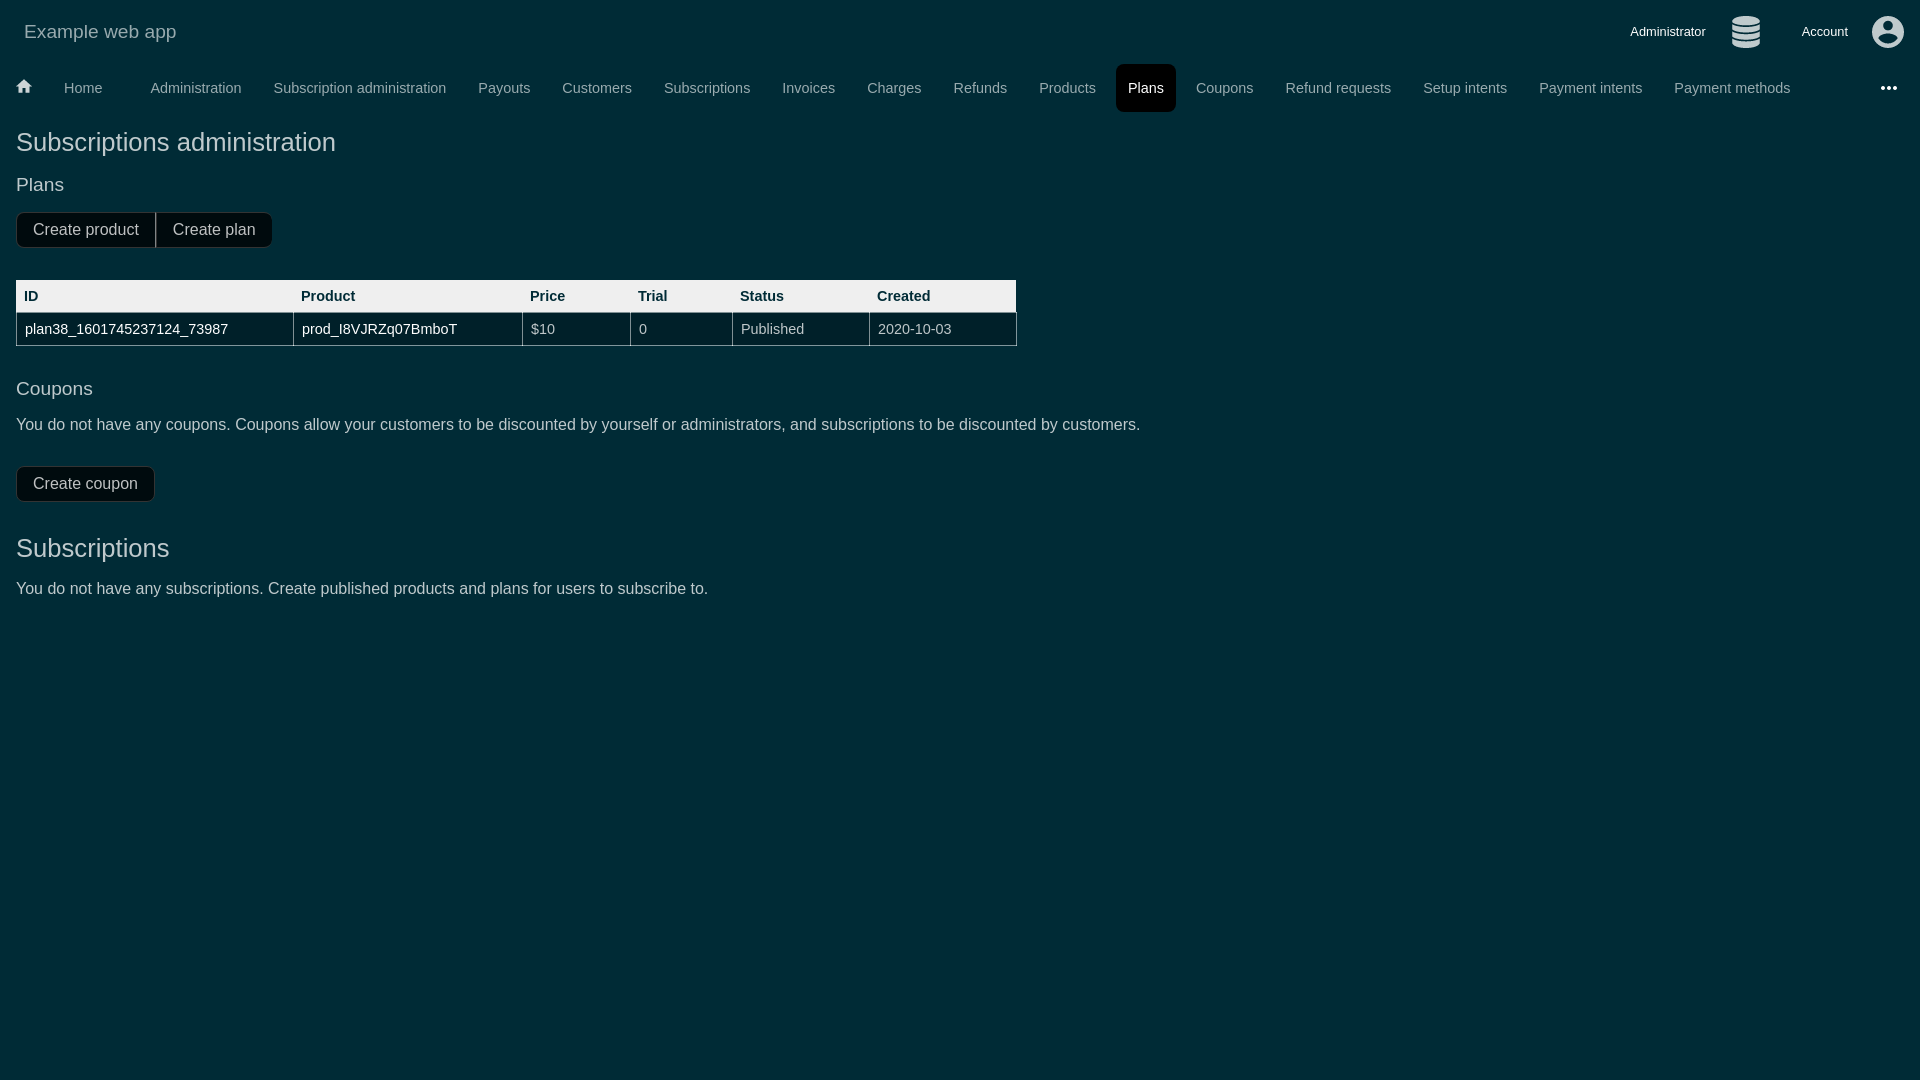 Example web app
Administrator
Account
Home Administration Subscription administration Payouts Customers Subscriptions Invoices Charges Refunds Products Plans Coupons Refund requests Setup intents Payment intents Payment methods
Subscriptions administration
Plans
Create product Create plan
ID Product Price Trial Status Created
plan38_1601745237124_73987 prod_I8VJRZq07BmboT $10 0 Published 2020-10-03
Coupons
You do not have any coupons. Coupons allow your customers to be discounted by yourself or administrators, and subscriptions to be discounted by customers.
Create coupon
Subscriptions
You do not have any subscriptions. Create published products and plans for users to subscribe to.